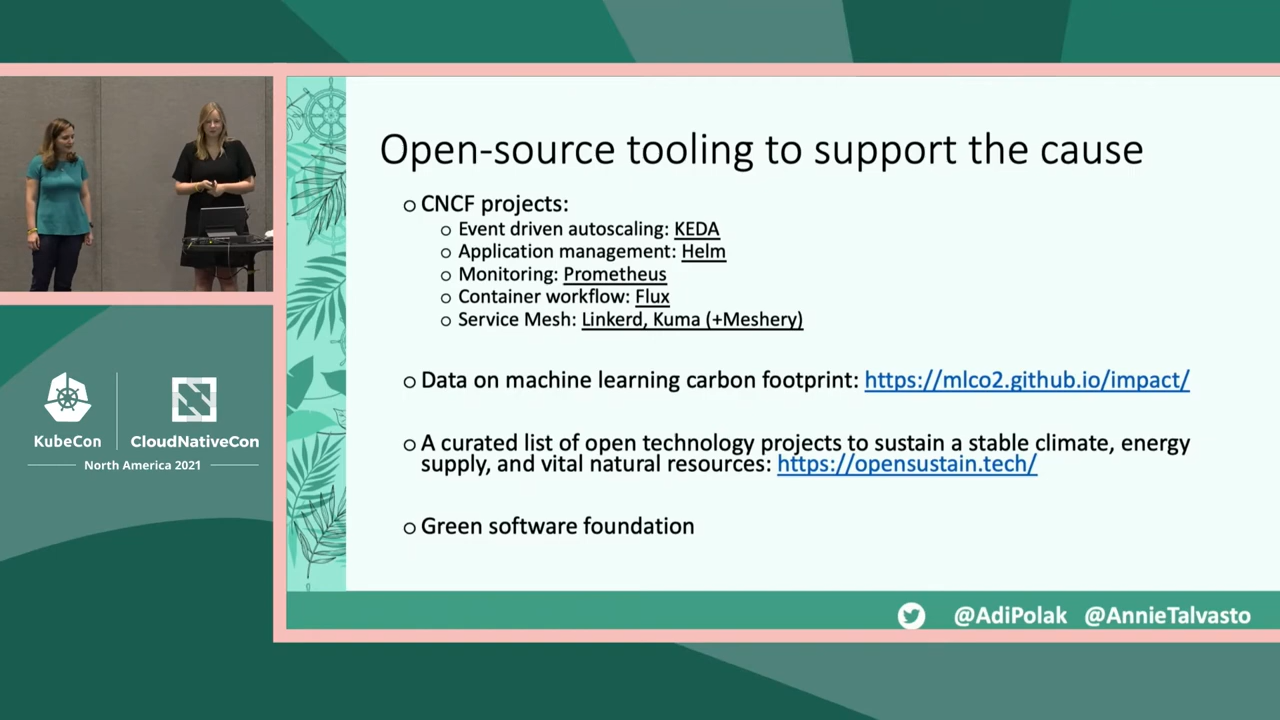 Open-source tooling to support the cause
CNCF projects:
Event driven autoscaling: KEDA
Application management: Helm
Monitoring: Prometheus
Container workflow: Flux
Service Mesh: Linkerd, Kuma (+Meshery)
Data on machine learning carbon footprint: https://mlco2.github.io/impact/
A curated list of open technology projects to sustain a stable climate, energy
supply, and vital natural resources: https://opensustain.tech/
Green software foundation
@AdiPolak @AnnieTalvasto
KubeCon CloudNativeCon
North America 2021